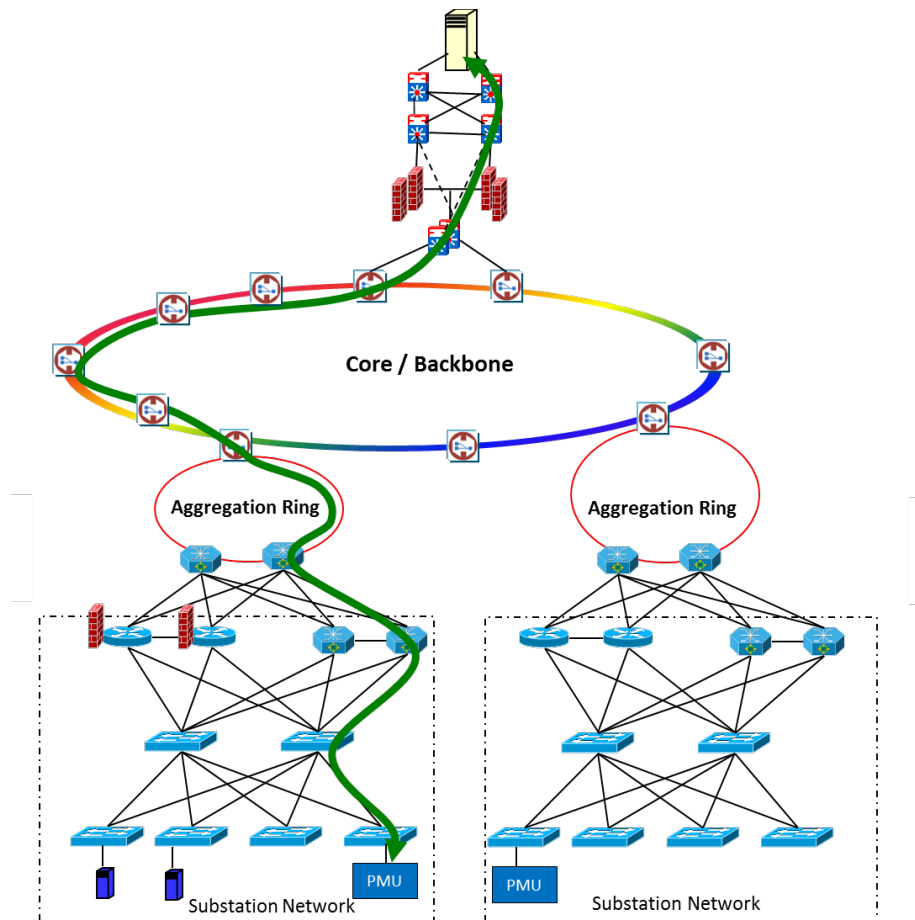 Core / Backbone
Aggregation Ring
Aggregation Ring
PMU
PMU
Substation Network
Substation Network